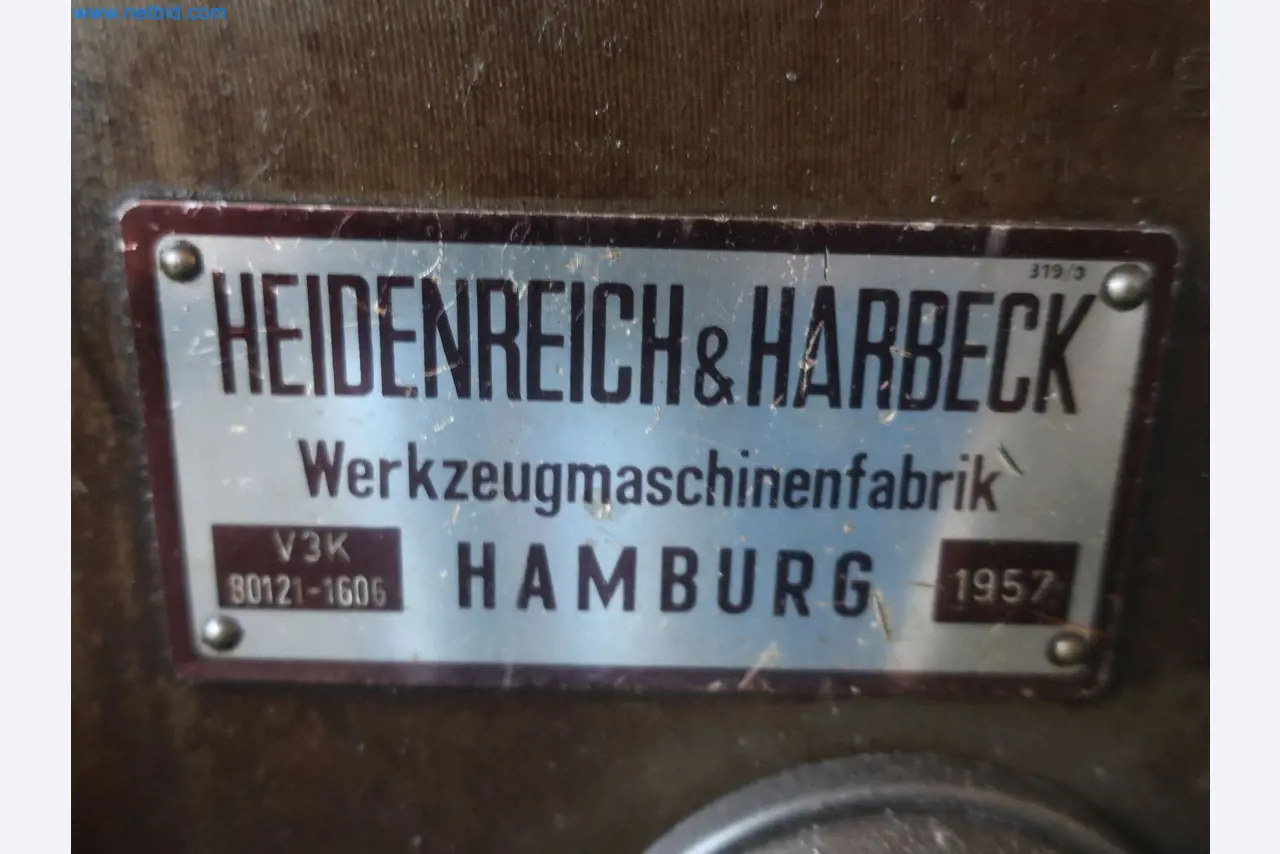 www.netbid.com
319/3
HEIDENREICH & HARBECK
Werkzeugmaschinenfabrik
V3K
80121-1606
HAMBURG
1957